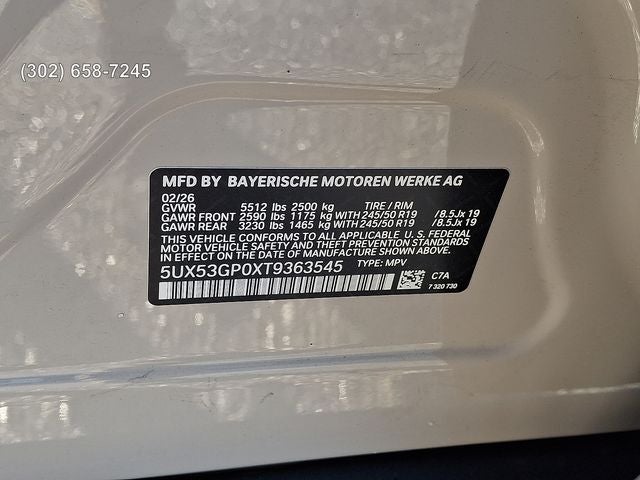 (302) 658-7245
MFD BY BAYERISCHE MOTOREN WERKE AG
02/26
GVWR 5512 lbs 2500 kg TIRE / RIM
GAWR FRONT 2590 lbs 1175 kg WITH 245/50 R19 /8.5Jx 19
GAWR REAR 3230 lbs 1465 kg WITH 245/50 R19 /8.5Jx 19
THIS VEHICLE CONFORMS TO ALL APPLICABLE U. S. FEDERAL
MOTOR VEHICLE SAFETY AND THEFT PREVENTION STANDARDS
IN EFFECT ON THE DATE OF MANUFACTURE SHOWN ABOVE.
5UX53GP0XT9363545 TYPE: MPV
C7A
7 320 730